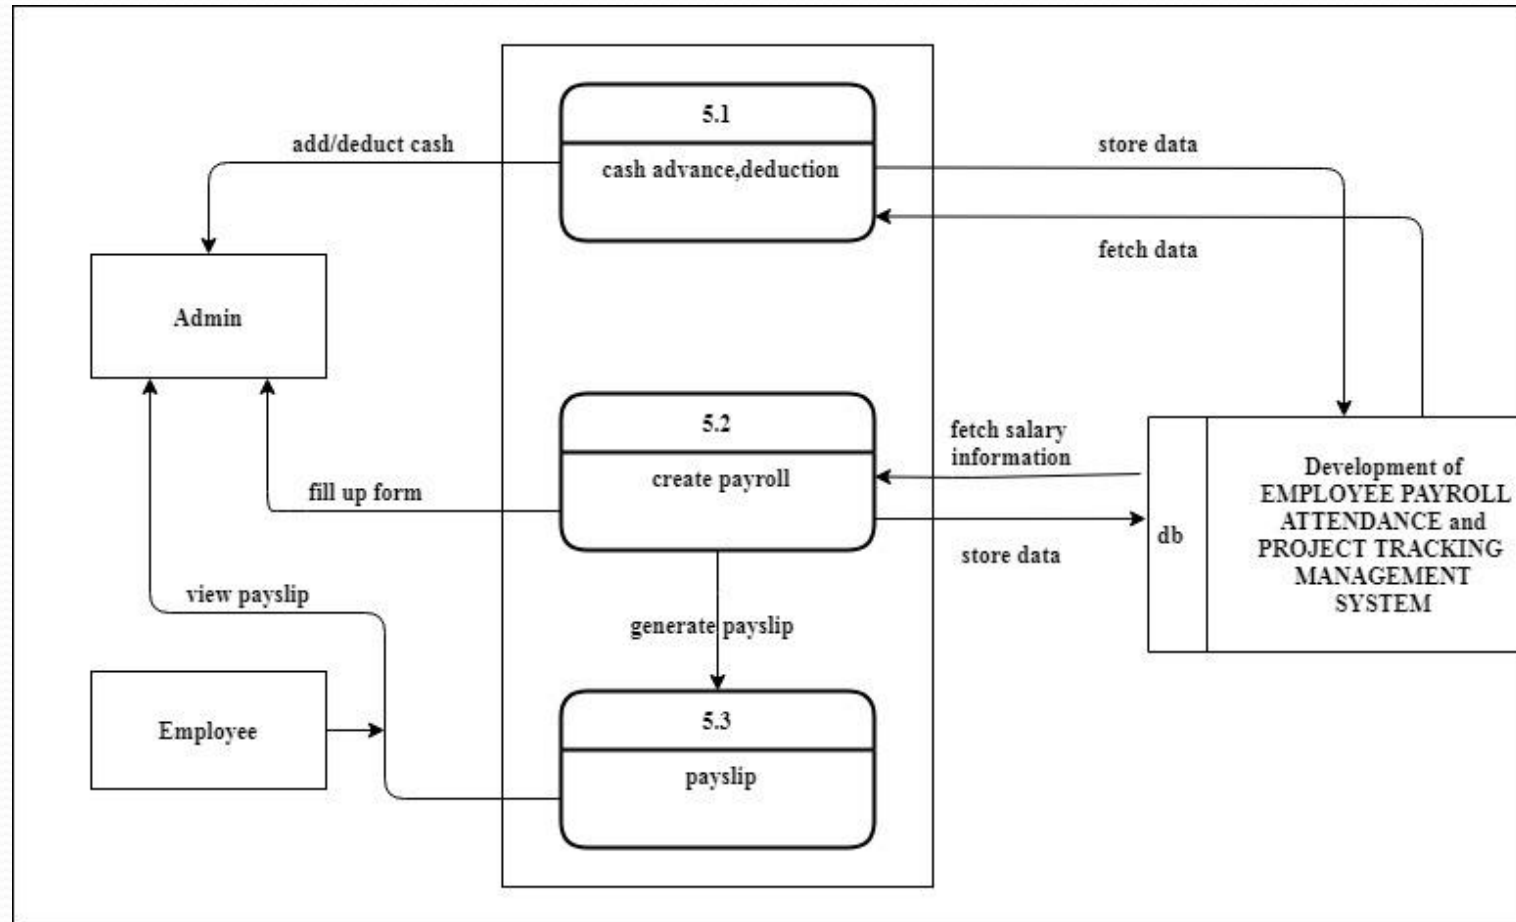 5.1
add/deduct cash
cash advance,deduction
store data
fetch data
Admin
5.2
fetch salary
information
create payroll
fill up form
store data
db
Development of
EMPLOYEE PAYROLL
ATTENDANCE and
PROJECT TRACKING
MANAGEMENT
SYSTEM
view payslip
generate payslip
Employee
5.3
payslip